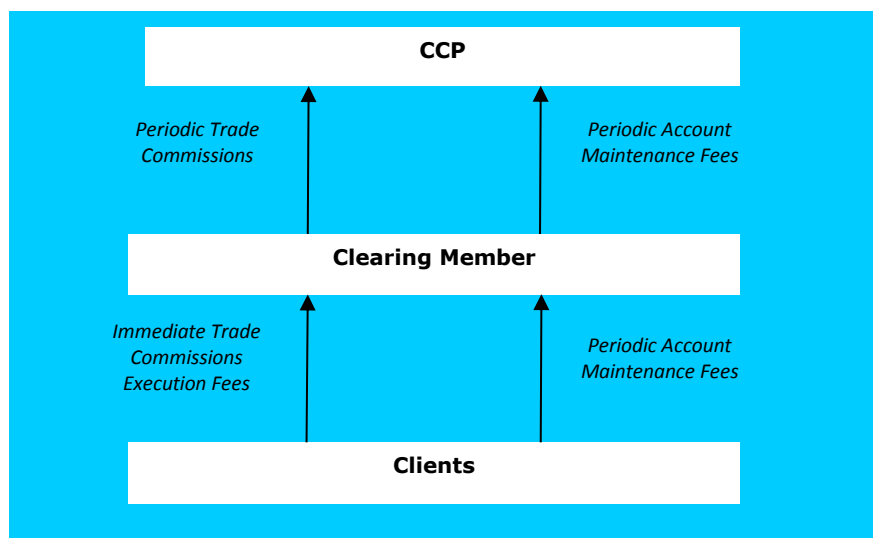 CCP
Periodic Trade
Commissions
Periodic Account
Maintenance Fees
Clearing Member
Immediate Trade
Commissions
Execution Fees
Periodic Account
Maintenance Fees
Clients